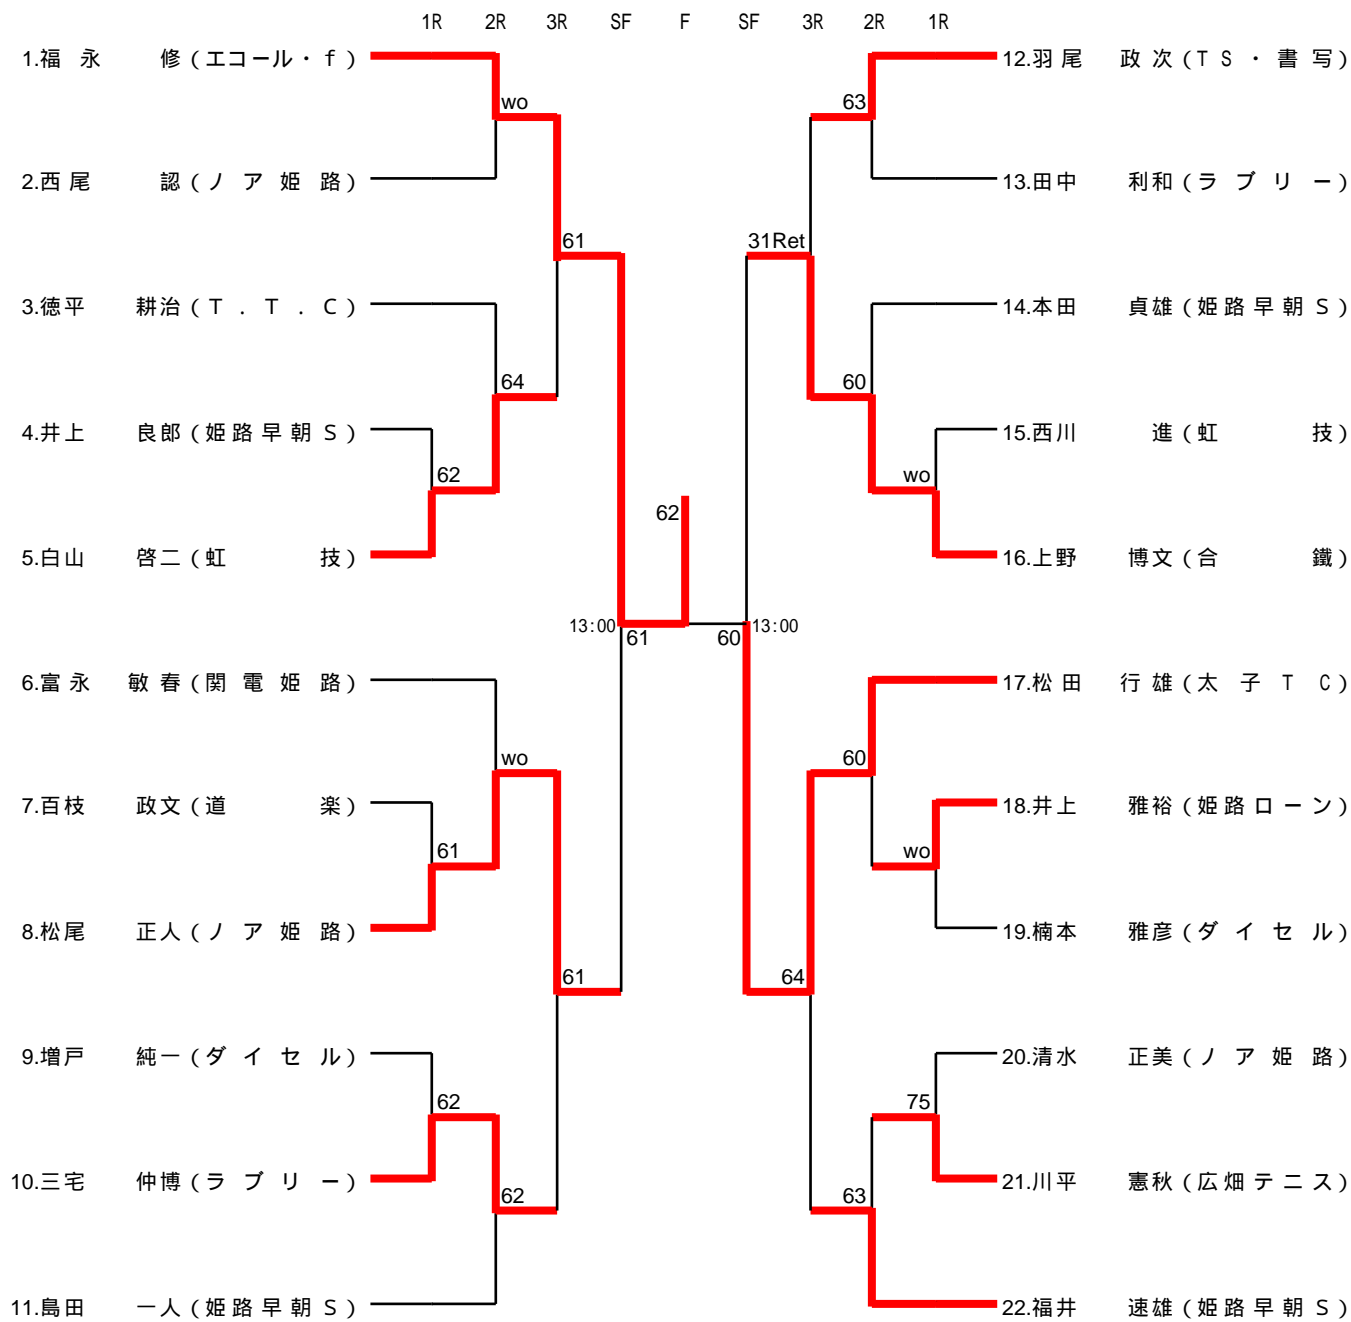 1R 2R 3R SF F SF 3R 2R 1R
1.福永 修(エコール・f) 12.羽尾 政次(TS・書写)
wo 63
2.西尾 認(ノア姫路) 13.田中 利和(ラブリー)
61 31Ret
3.徳平 耕治(T.T.C) 14.本田 貞雄(姫路早朝S)
64 60
4.井上 良郎(姫路早朝S) 15.西川 進(虹技)
62 wo
62
5.白山 啓二(虹技) 16.上野 博文(合鐵)
13:00 61 60 13:00
6.富永 敏春(関電姫路) 17.松田 行雄(太子TC)
wo 60
7.百枝 政文(道楽) 18.井上 雅裕(姫路ローン)
61 wo
8.松尾 正人(ノア姫路) 19.楠本 雅彦(ダイセル)
61 64
9.増戸 純一(ダイセル) 20.清水 正美(ノア姫路)
62 75
10.三宅 仲博(ラブリー) 21.川平 憲秋(広畑テニス)
62 63
11.島田 一人(姫路早朝S) 22.福井 速雄(姫路早朝S)